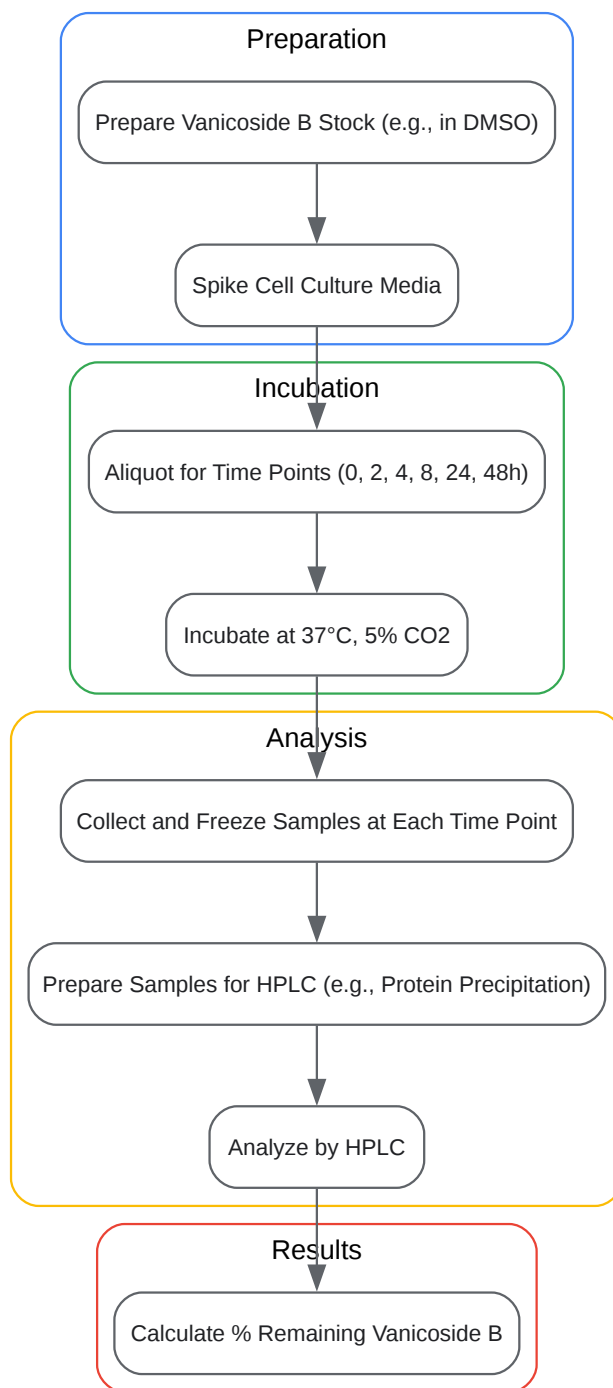 Preparation
Prepare Vanicoside B Stock (e.g., in DMSO)
Spike Cell Culture Media
Incubation
Aliquot for Time Points (0, 2, 4, 8, 24, 48h)
Incubate at 37°C, 5% CO2
Analysis
Collect and Freeze Samples at Each Time Point
Prepare Samples for HPLC (e.g., Protein Precipitation)
Analyze by HPLC
Results
Calculate % Remaining Vanicoside B